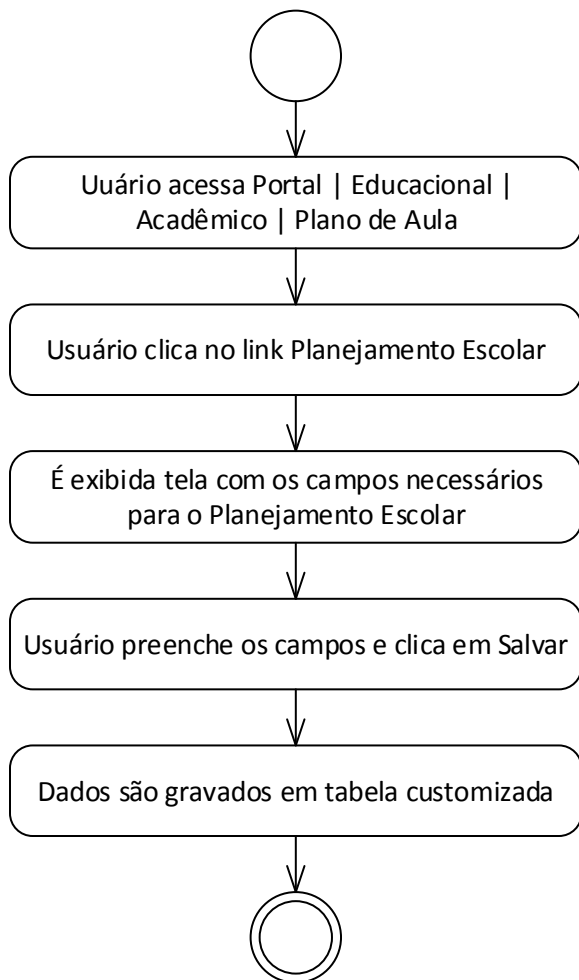 Uuário acessa Portal | Educacional |
Acadêmico | Plano de Aula
Usuário clica no link Planejamento Escolar
É exibida tela com os campos necessários
para o Planejamento Escolar
Usuário preenche os campos e clica em Salvar
Dados são gravados em tabela customizada